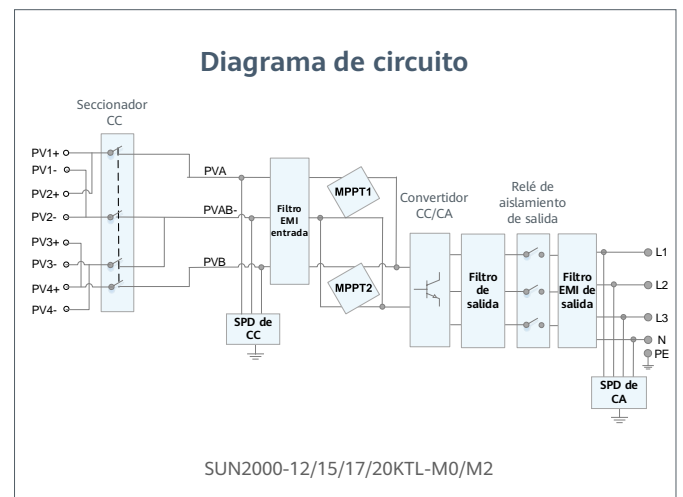 Diagrama de circuito
Seccionador
CC
PV1+
PV1-
PV2+
PV2-
PV3+
PV3-
PV4+
PV4-
PVA
PVAB-
PVB
Filtro
EMI
entrada
SPD de
CC
MPPT1
MPPT2
Convertidor
CC/CA
Filtro
de
salida
Relé de
aislamiento
de salida
Filtro
EMI de
salida
L1
L2
L3
N
PE
SPD de
CA
SUN2000-12/15/17/20KTL-M0/M2